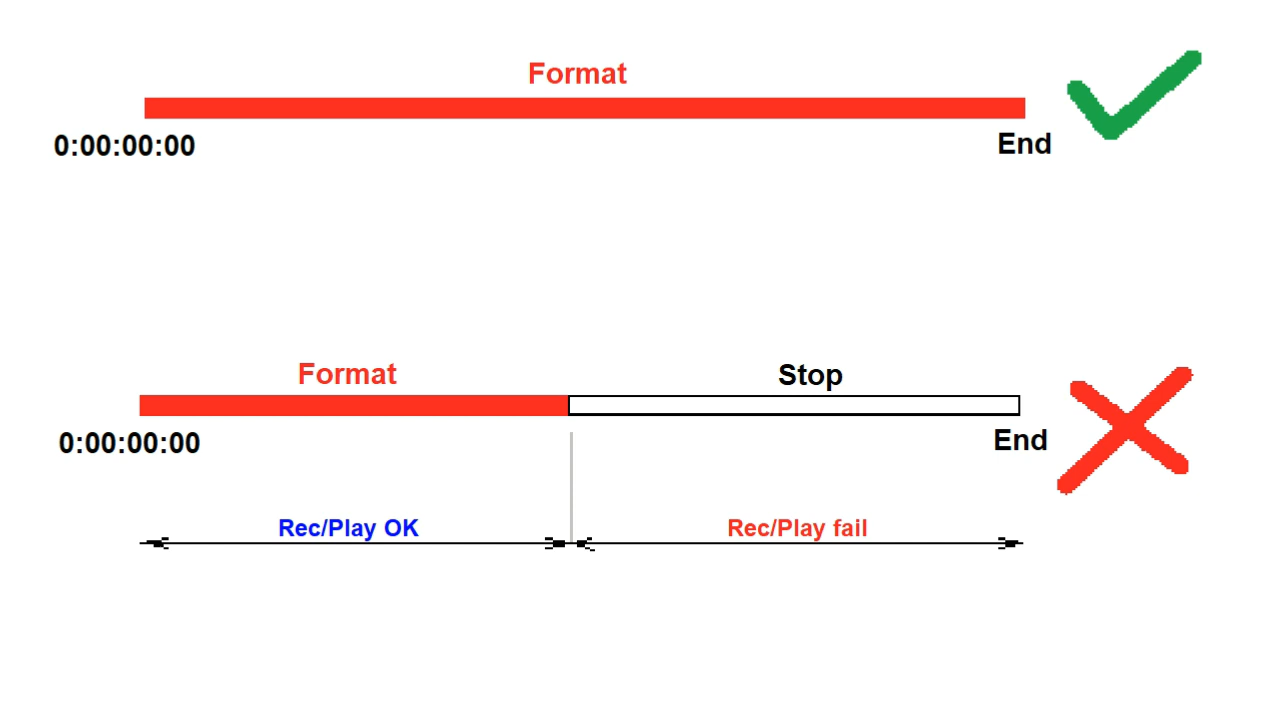 Format
0:00:00:00
End
Format
Stop
0:00:00:00
End
Rec/Play OK
Rec/Play fail